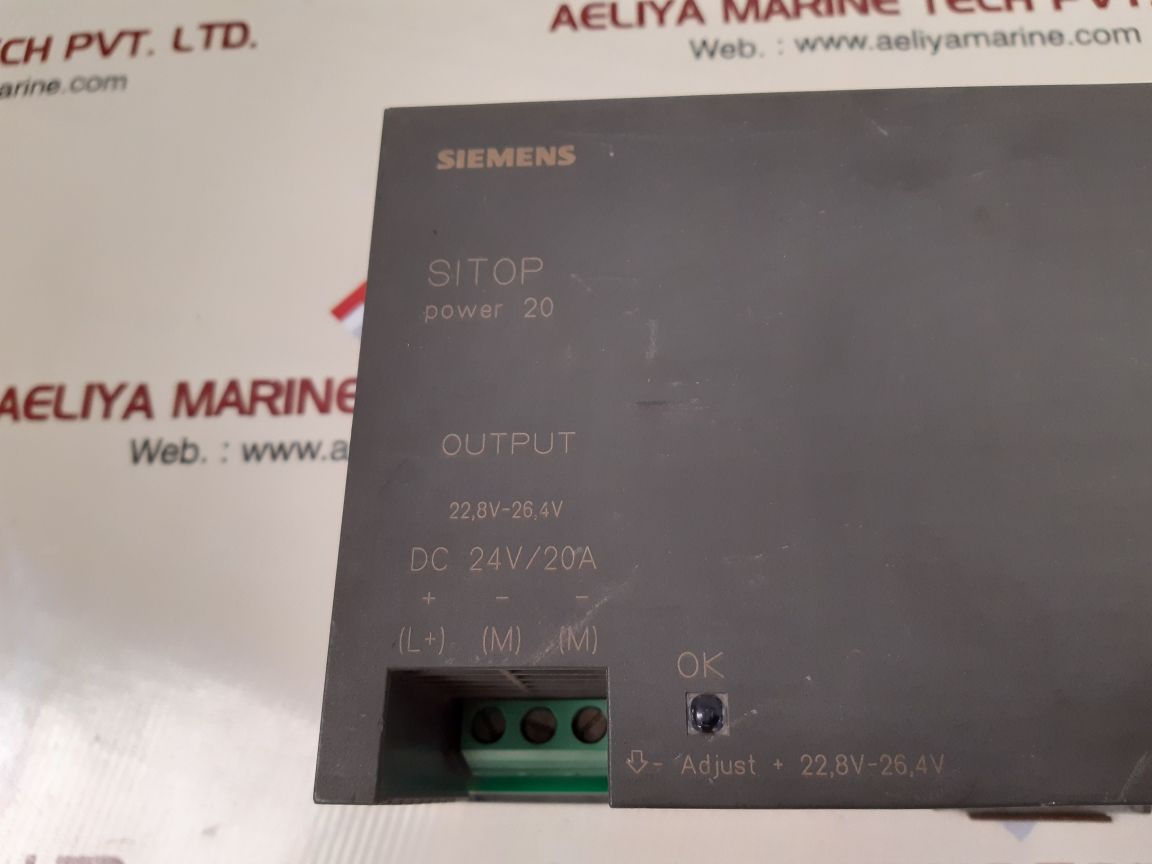 CH PVT. LTD.
arine.com
AELIYA MARINE TECH PVT.
Web. : www.aeliyamarine.com
SIEMENS
SITOP
power 20
AELIYA MARINE
Web. : www.a
OUTPUT
22,8V-26,4V
DC 24V/20A
+ - -
(L+) (M) (M)
OK
- Adjust + 22,8V-26,4V